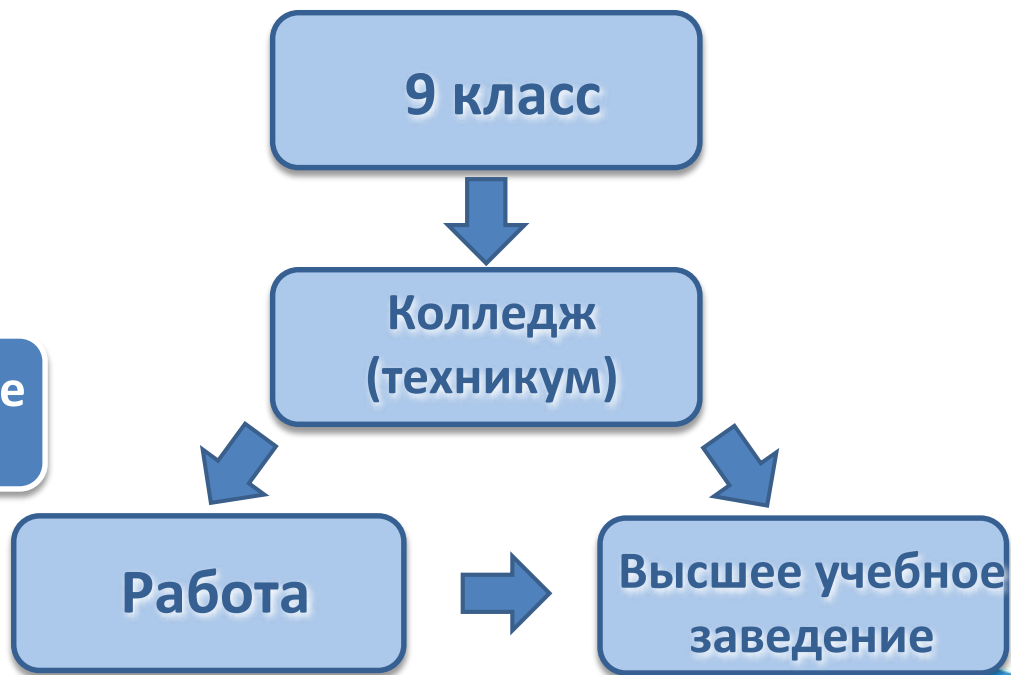 9 класс
Колледж
(техникум)
Работа
Высшее учебное
заведение